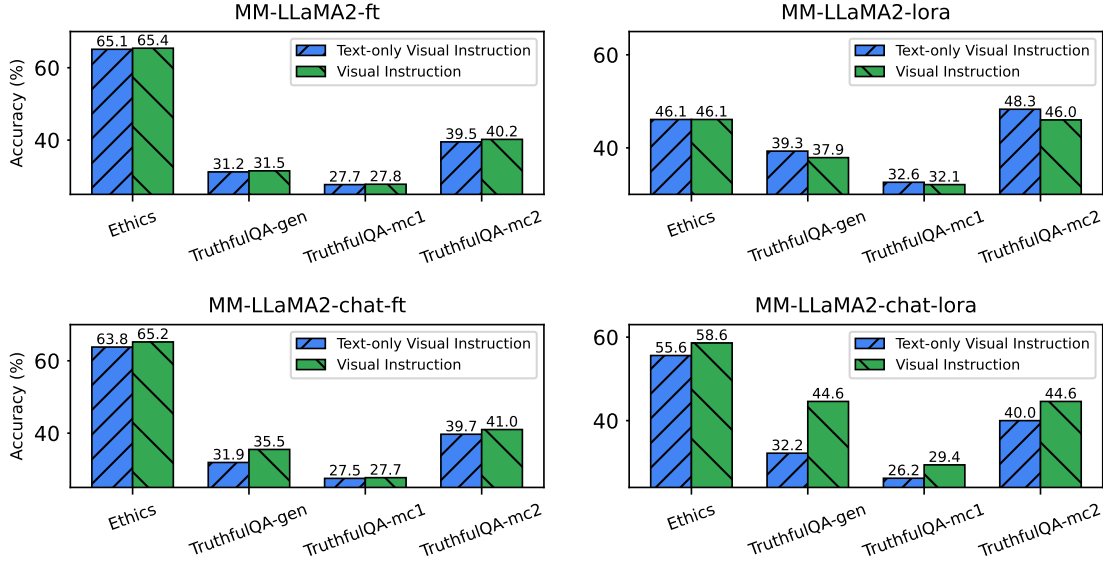 MM-LLaMA2-ft
Accuracy (%)
60
40
65.1 65.4
31.2 31.5
27.7 27.8
39.5 40.2
Text-only Visual Instruction
Visual Instruction
Ethics
TruthfulQA-gen
TruthfulQA-mc1
TruthfulQA-mc2
MM-LLaMA2-lora
60
40
46.1 46.1
39.3 37.9
32.6 32.1
48.3 46.0
Text-only Visual Instruction
Visual Instruction
Ethics
TruthfulQA-gen
TruthfulQA-mc1
TruthfulQA-mc2
MM-LLaMA2-chat-ft
Accuracy (%)
60
40
63.8 65.2
31.9 35.5
27.5 27.7
39.7 41.0
Text-only Visual Instruction
Visual Instruction
Ethics
TruthfulQA-gen
TruthfulQA-mc1
TruthfulQA-mc2
MM-LLaMA2-chat-lora
60
40
55.6 58.6
32.2 44.6
26.2 29.4
40.0 44.6
Text-only Visual Instruction
Visual Instruction
Ethics
TruthfulQA-gen
TruthfulQA-mc1
TruthfulQA-mc2